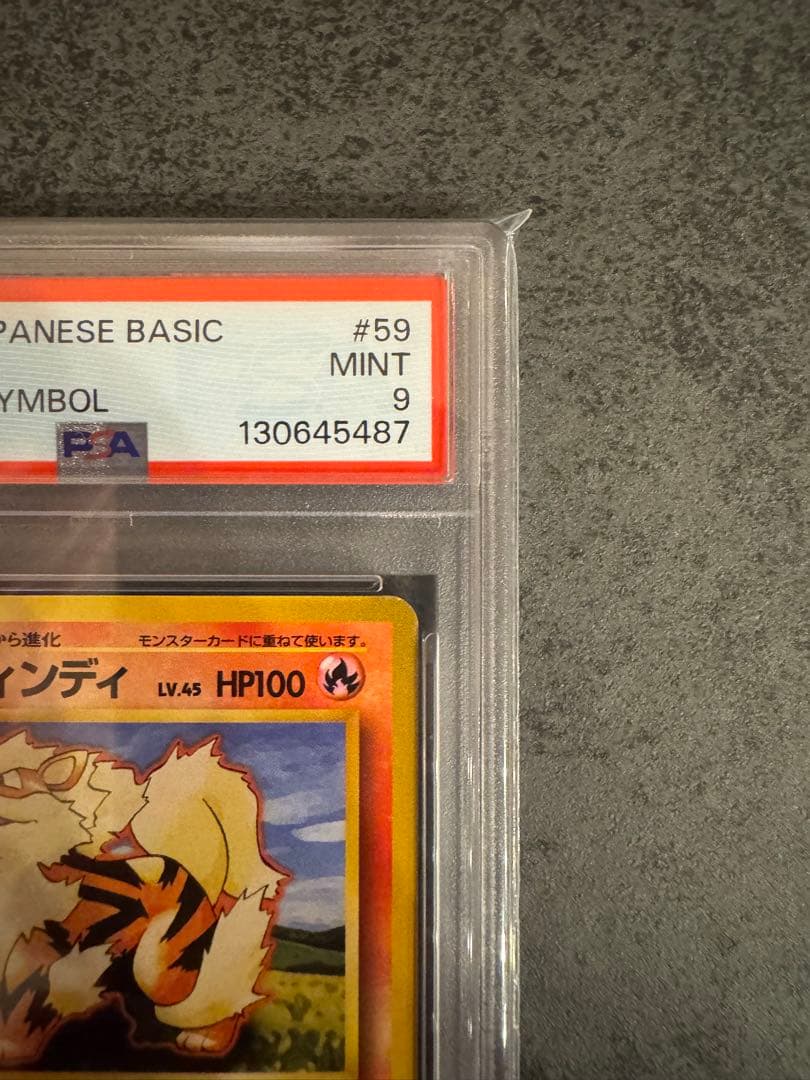 PANESE BASIC #59
MINT
YMBOL 9
PSA 130645487
から進化 モンスターカードに重ねて使います。
ィンディ LV.45 HP100